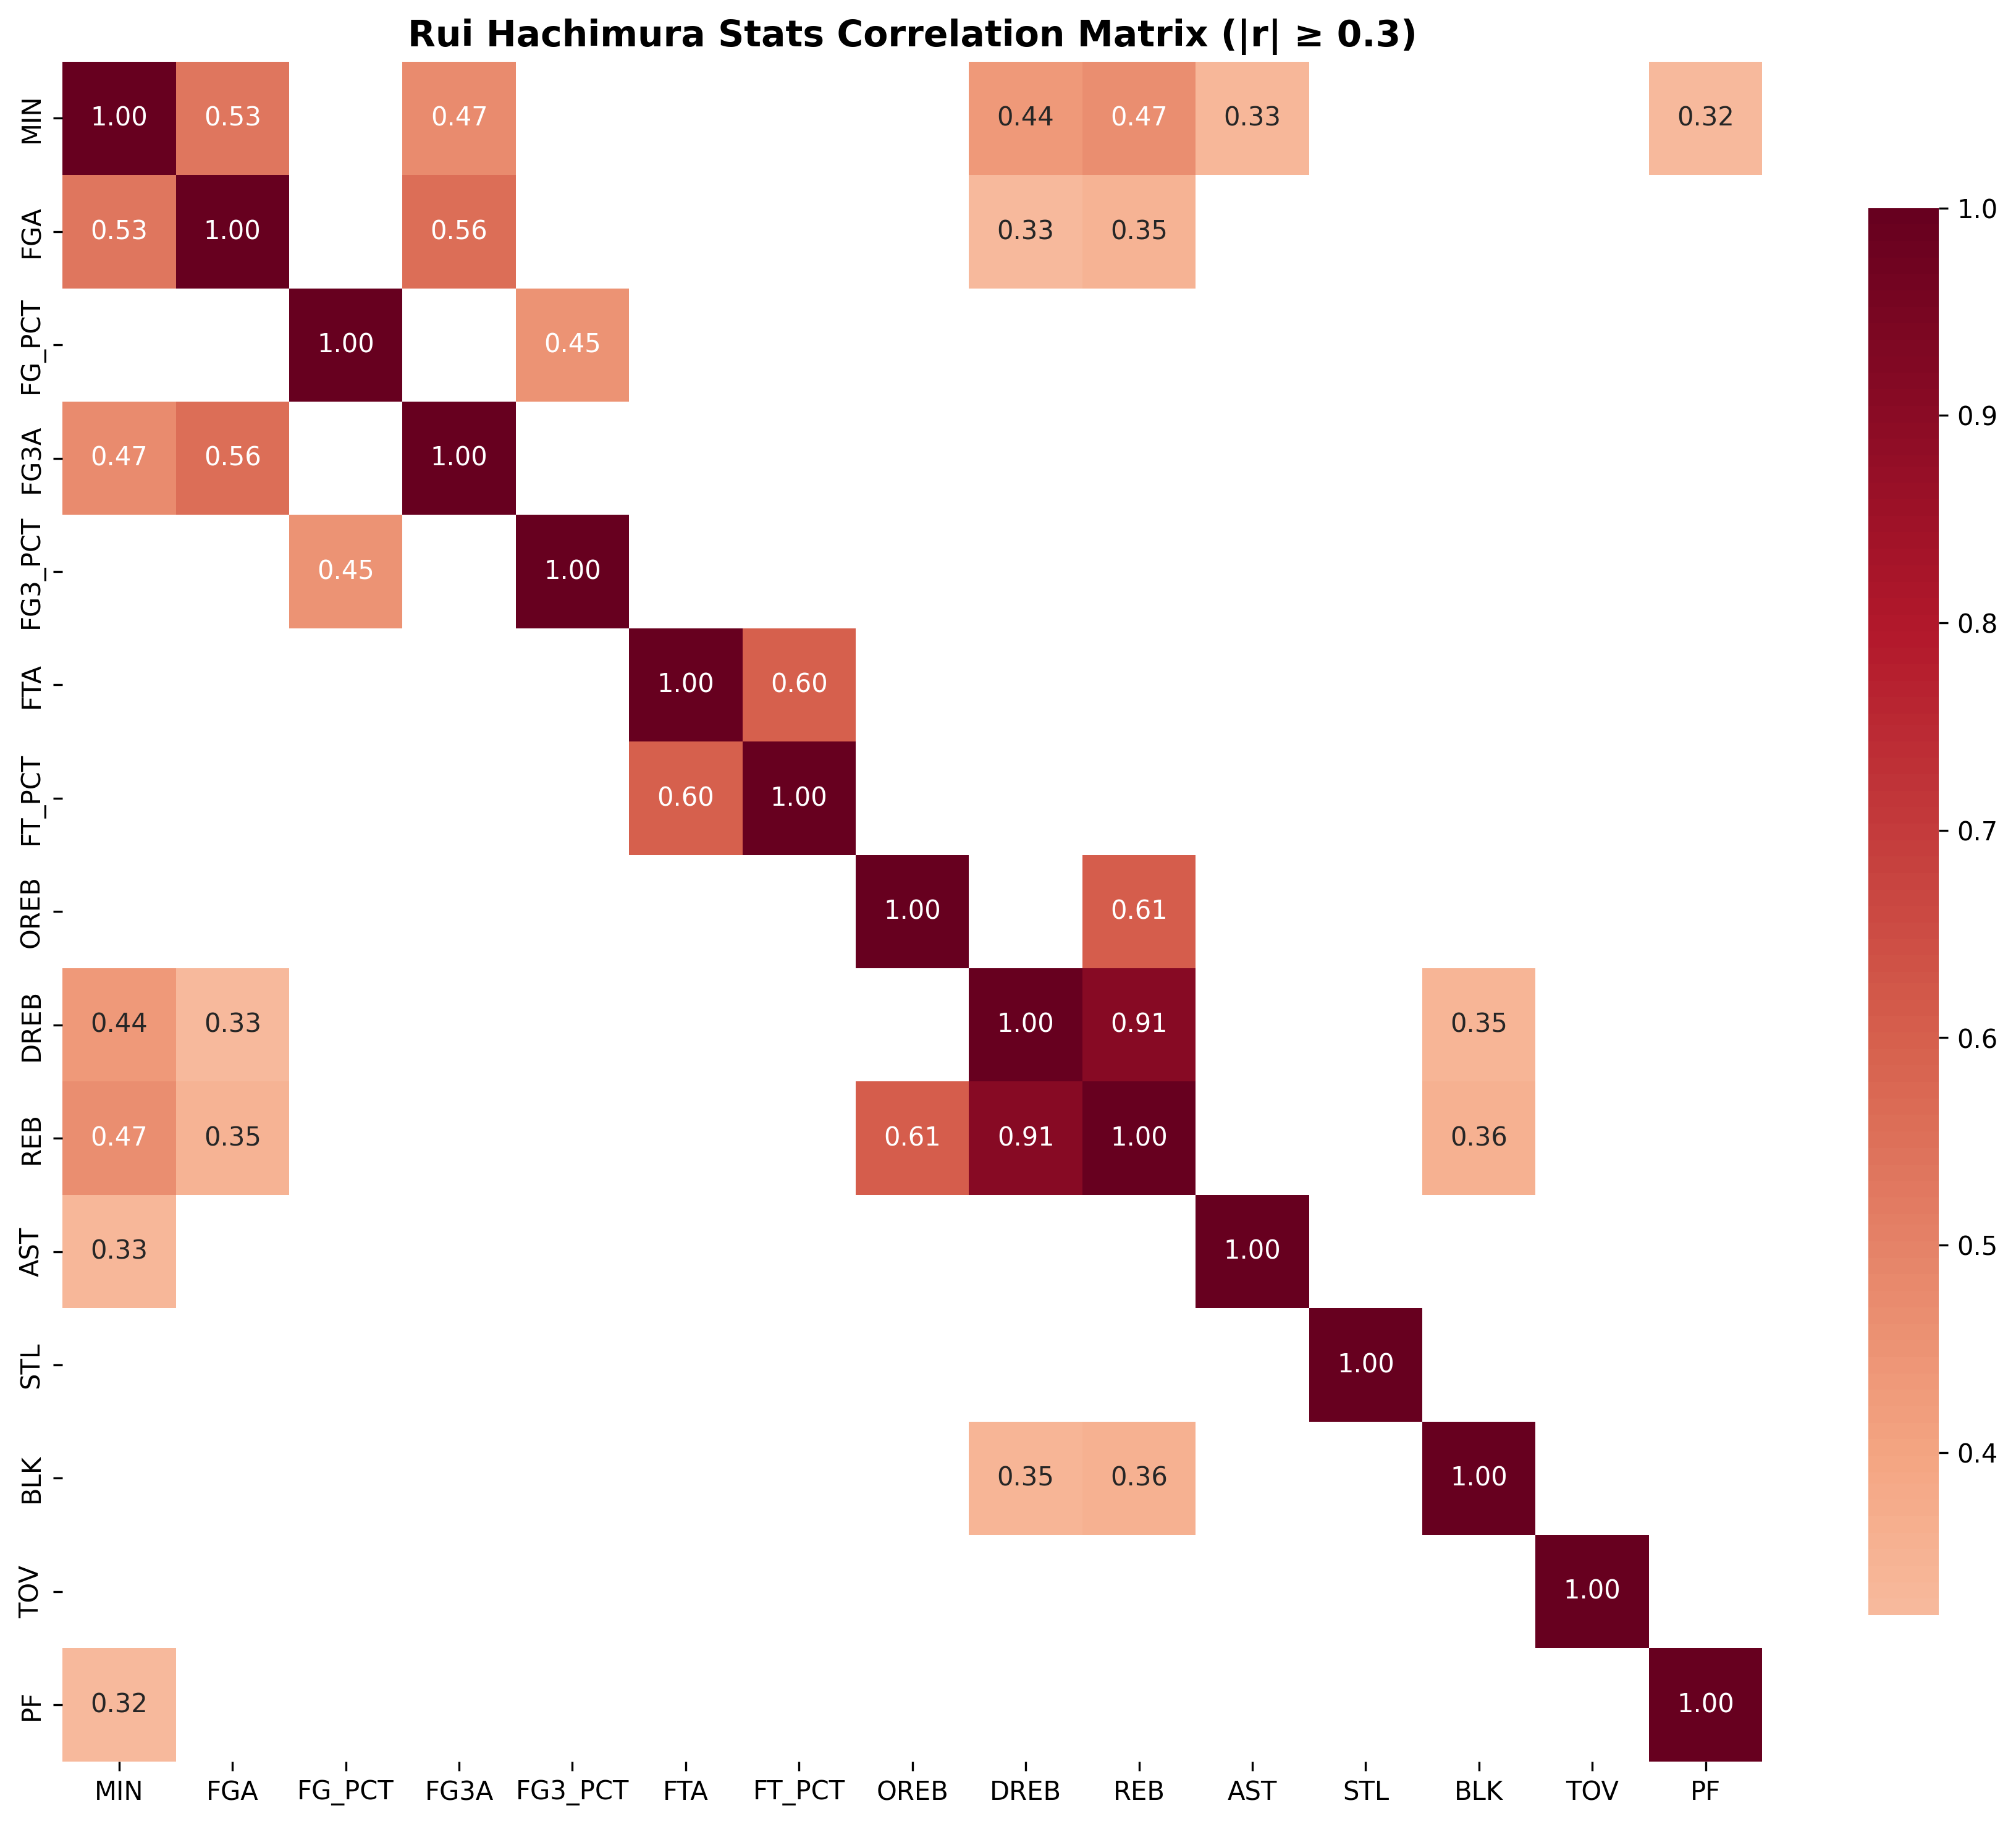 Rui Hachimura Stats Correlation Matrix (|r| ≥ 0.3)
MIN 1.00 0.53 0.47 0.44 0.47 0.33 0.32
FGA 0.53 1.00 0.56 0.33 0.35
FG_PCT 1.00 0.45
FG3A 0.47 0.56 1.00
FG3_PCT 0.45 1.00
FTA 1.00 0.60
FT_PCT 0.60 1.00
OREB 1.00 0.61
DREB 0.44 0.33 1.00 0.91 0.35
REB 0.47 0.35 0.61 0.91 1.00 0.36
AST 0.33 1.00
STL 1.00
BLK 0.35 0.36 1.00
TOV 1.00
PF 0.32 1.00
MIN FGA FG_PCT FG3A FG3_PCT FTA FT_PCT OREB DREB REB AST STL BLK TOV PF
1.0
0.9
0.8
0.7
0.6
0.5
0.4